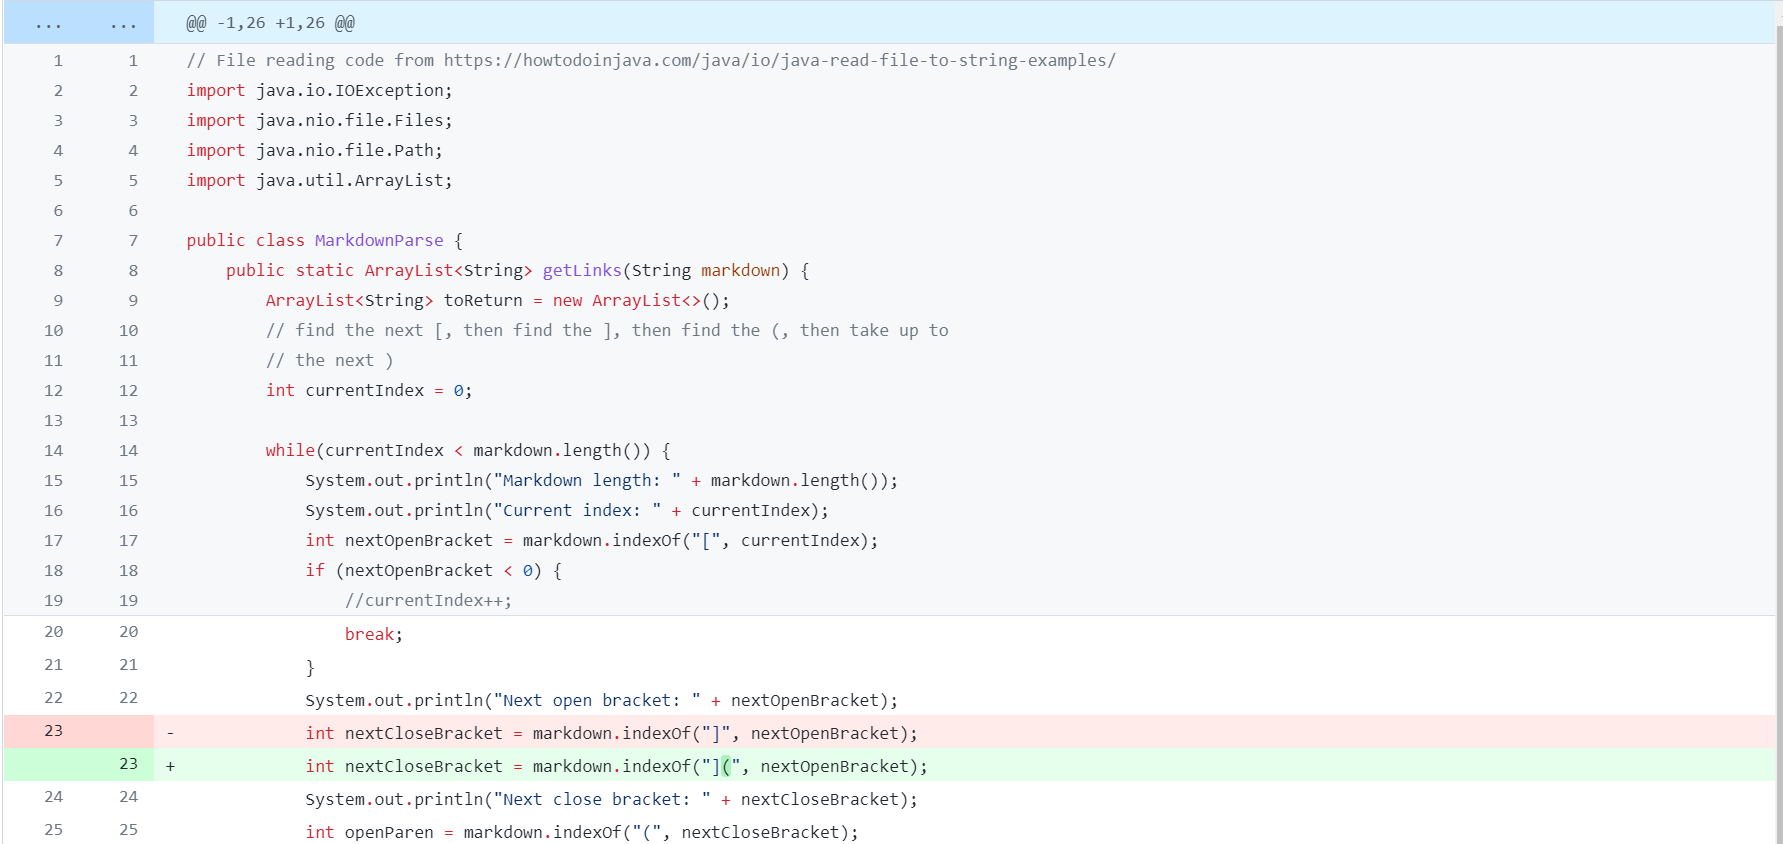 ... ... @@ -1,26 +1,26 @@
1 1 // File reading code from https://howtodoinjava.com/java/io/java-read-file-to-string-examples/
2 2 import java.io.IOException;
3 3 import java.nio.file.Files;
4 4 import java.nio.file.Path;
5 5 import java.util.ArrayList;
6 6
7 7 public class MarkdownParse {
8 8     public static ArrayList<String> getLinks(String markdown) {
9 9         ArrayList<String> toReturn = new ArrayList<>();
10 10         // find the next [, then find the ], then find the (, then take up to
11 11         // the next )
12 12         int currentIndex = 0;
13 13
14 14         while(currentIndex < markdown.length()) {
15 15             System.out.println("Markdown length: " + markdown.length());
16 16             System.out.println("Current index: " + currentIndex);
17 17             int nextOpenBracket = markdown.indexOf("[", currentIndex);
18 18             if (nextOpenBracket < 0) {
19 19                 //currentIndex++;
20 20                 break;
21 21             }
22 22             System.out.println("Next open bracket: " + nextOpenBracket);
23 -             int nextCloseBracket = markdown.indexOf("]", nextOpenBracket);
23 +             int nextCloseBracket = markdown.indexOf("](", nextOpenBracket);
24 24             System.out.println("Next close bracket: " + nextCloseBracket);
25 25             int openParen = markdown.indexOf("(", nextCloseBracket);